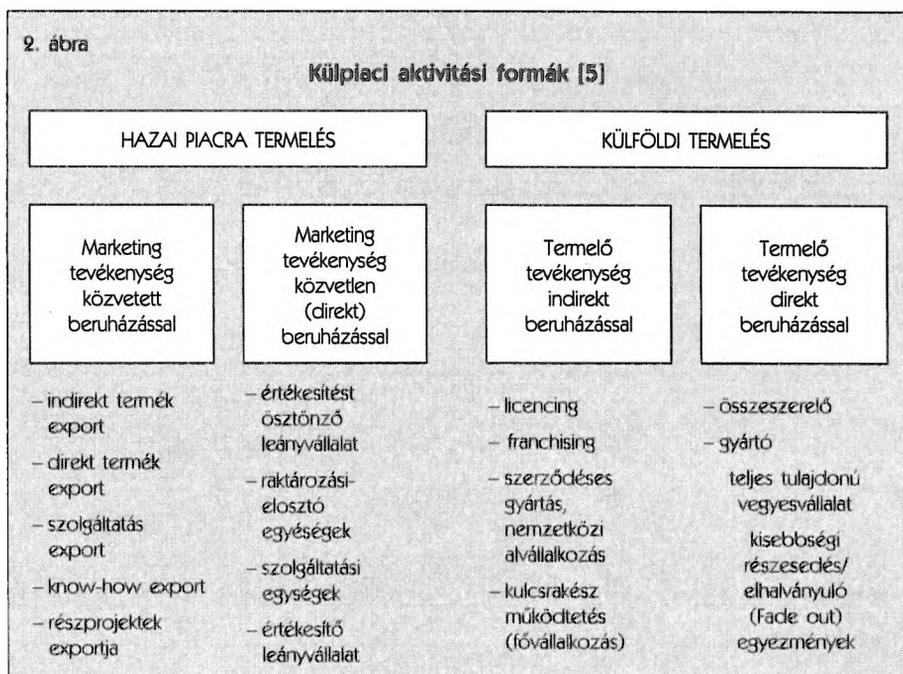 2. ábra
Külpiaci aktivitási formák [5]
HAZAI PIACRA TERMELÉS
KÜLFÖLDI TERMELÉS
Marketing
tevékenység
közvetett
beruházással
Marketing
tevékenység
közvetlen
(direkt)
beruházással
Termelő
tevékenység
indirekt
beruházással
Termelő
tevékenység
direkt
beruházással
– indirekt termék
export
– direkt termék
export
– szolgáltatás
export
– know-how export
– részprojektek
exportja
– értékesítést
ösztönző
leányvállalat
– raktározási-
elosztó
egységek
– szolgáltatási
egységek
– értékesítő
leányvállalat
– licencing
– franchising
– szerződéses
gyártás,
nemzetközi
alvállalkozás
– kulcsrakész
működtetés
(fővállalkozás)
– összeszerelő
– gyártó
teljes tulajdonú
vegyesvállalat
kisebbségi
részesedés/
elhalványuló
(Fade out)
egyezmények